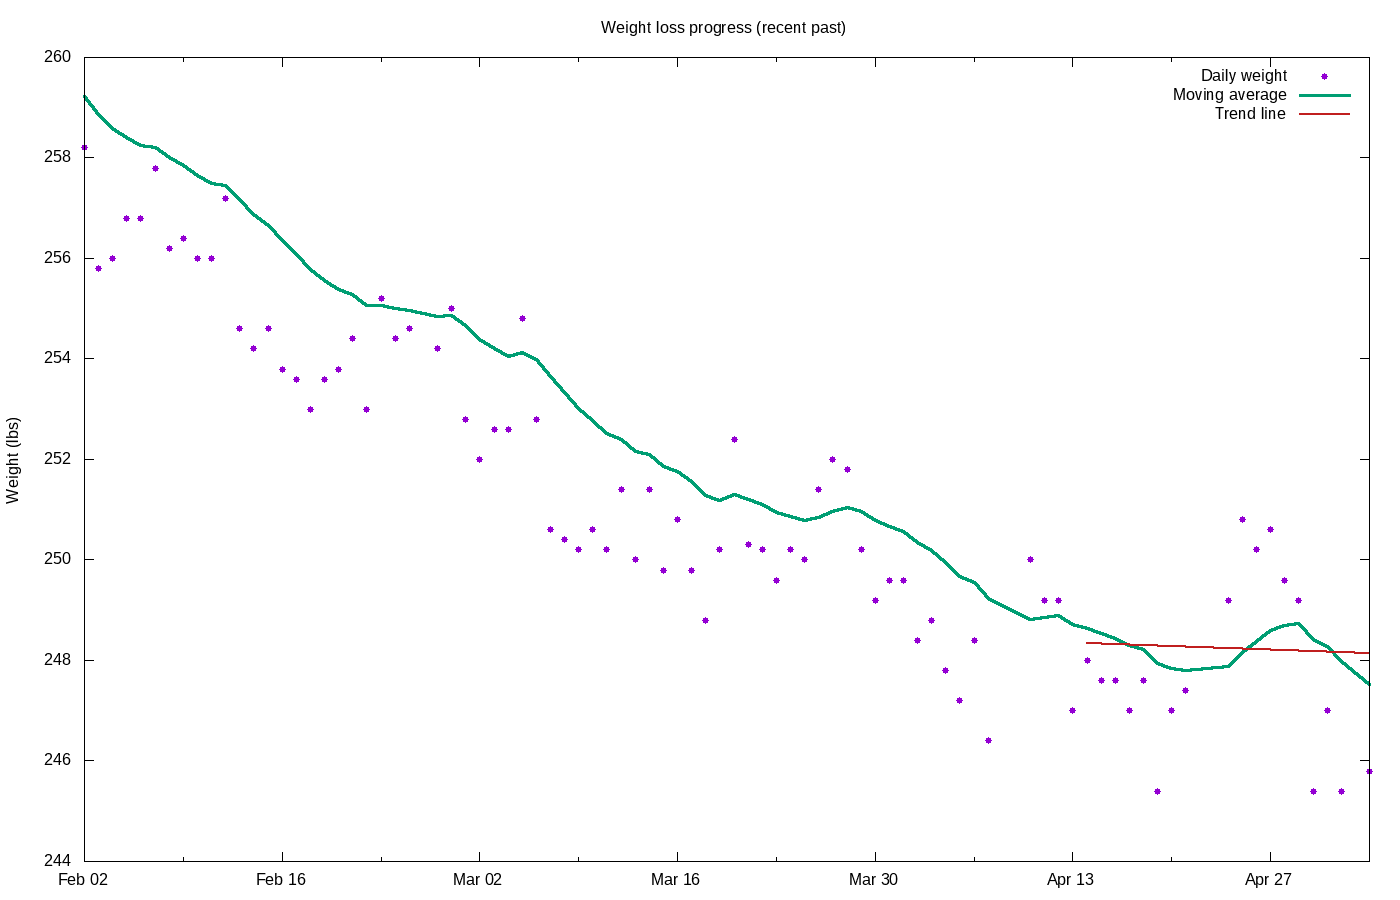 Weight loss progress (recent past)
260
258
256
254
252
250
248
246
244
Weight (lbs)
Daily weight
Moving average
Trend line
Feb 02
Feb 16
Mar 02
Mar 16
Mar 30
Apr 13
Apr 27